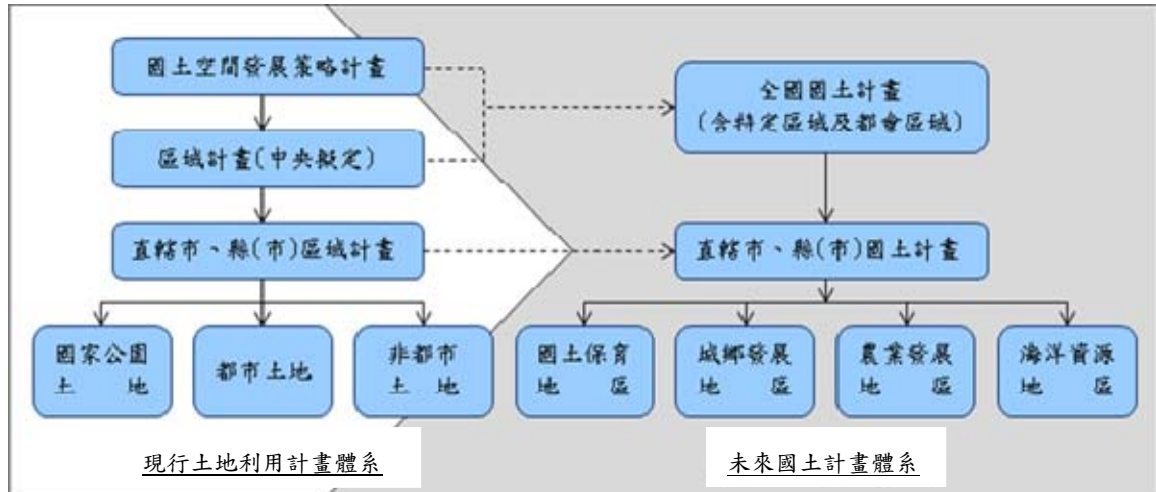 國土空間發展策略計畫
區域計畫(中央擬定)
直轄市、縣(市)區域計畫
國家公園
土 地
都市土地
非都市
土 地
現行土地利用計畫體系
全國國土計畫
(含特定區域及都會區域)
直轄市、縣(市)國土計畫
國土保育
地 區
城鄉發展
地 區
農業發展
地 區
海洋資源
地 區
未來國土計畫體系